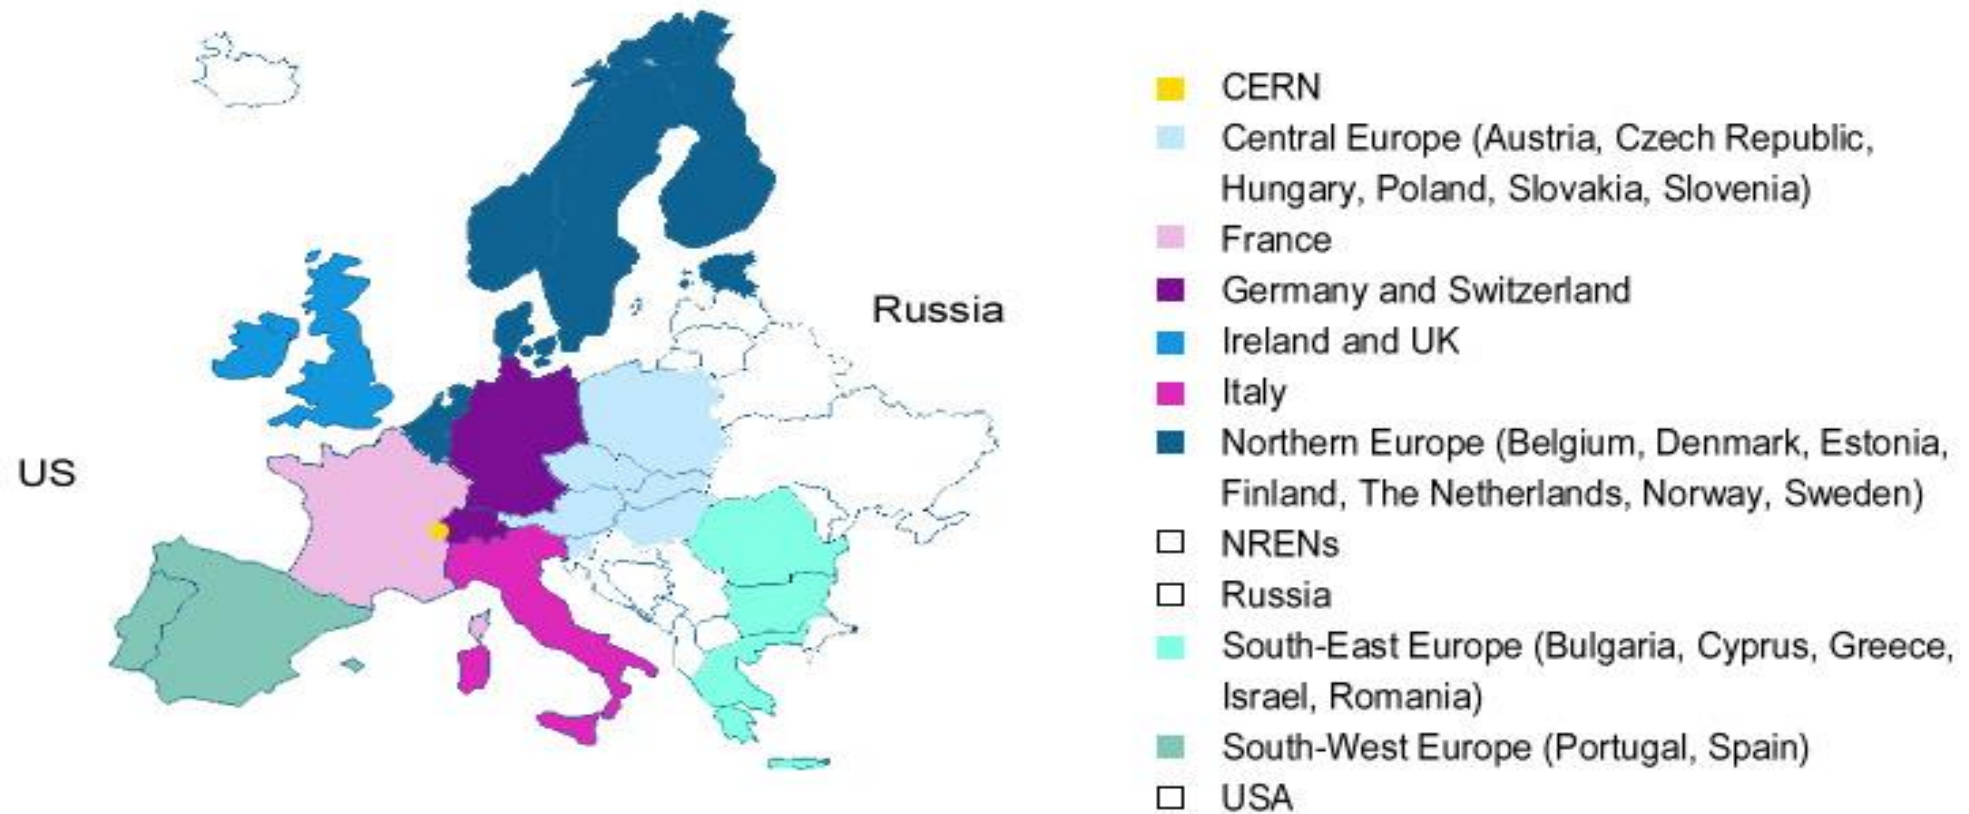 US
Russia
CERN
Central Europe (Austria, Czech Republic,
Hungary, Poland, Slovakia, Slovenia)
France
Germany and Switzerland
Ireland and UK
Italy
Northern Europe (Belgium, Denmark, Estonia,
Finland, The Netherlands, Norway, Sweden)
NRENs
Russia
South-East Europe (Bulgaria, Cyprus, Greece,
Israel, Romania)
South-West Europe (Portugal, Spain)
USA